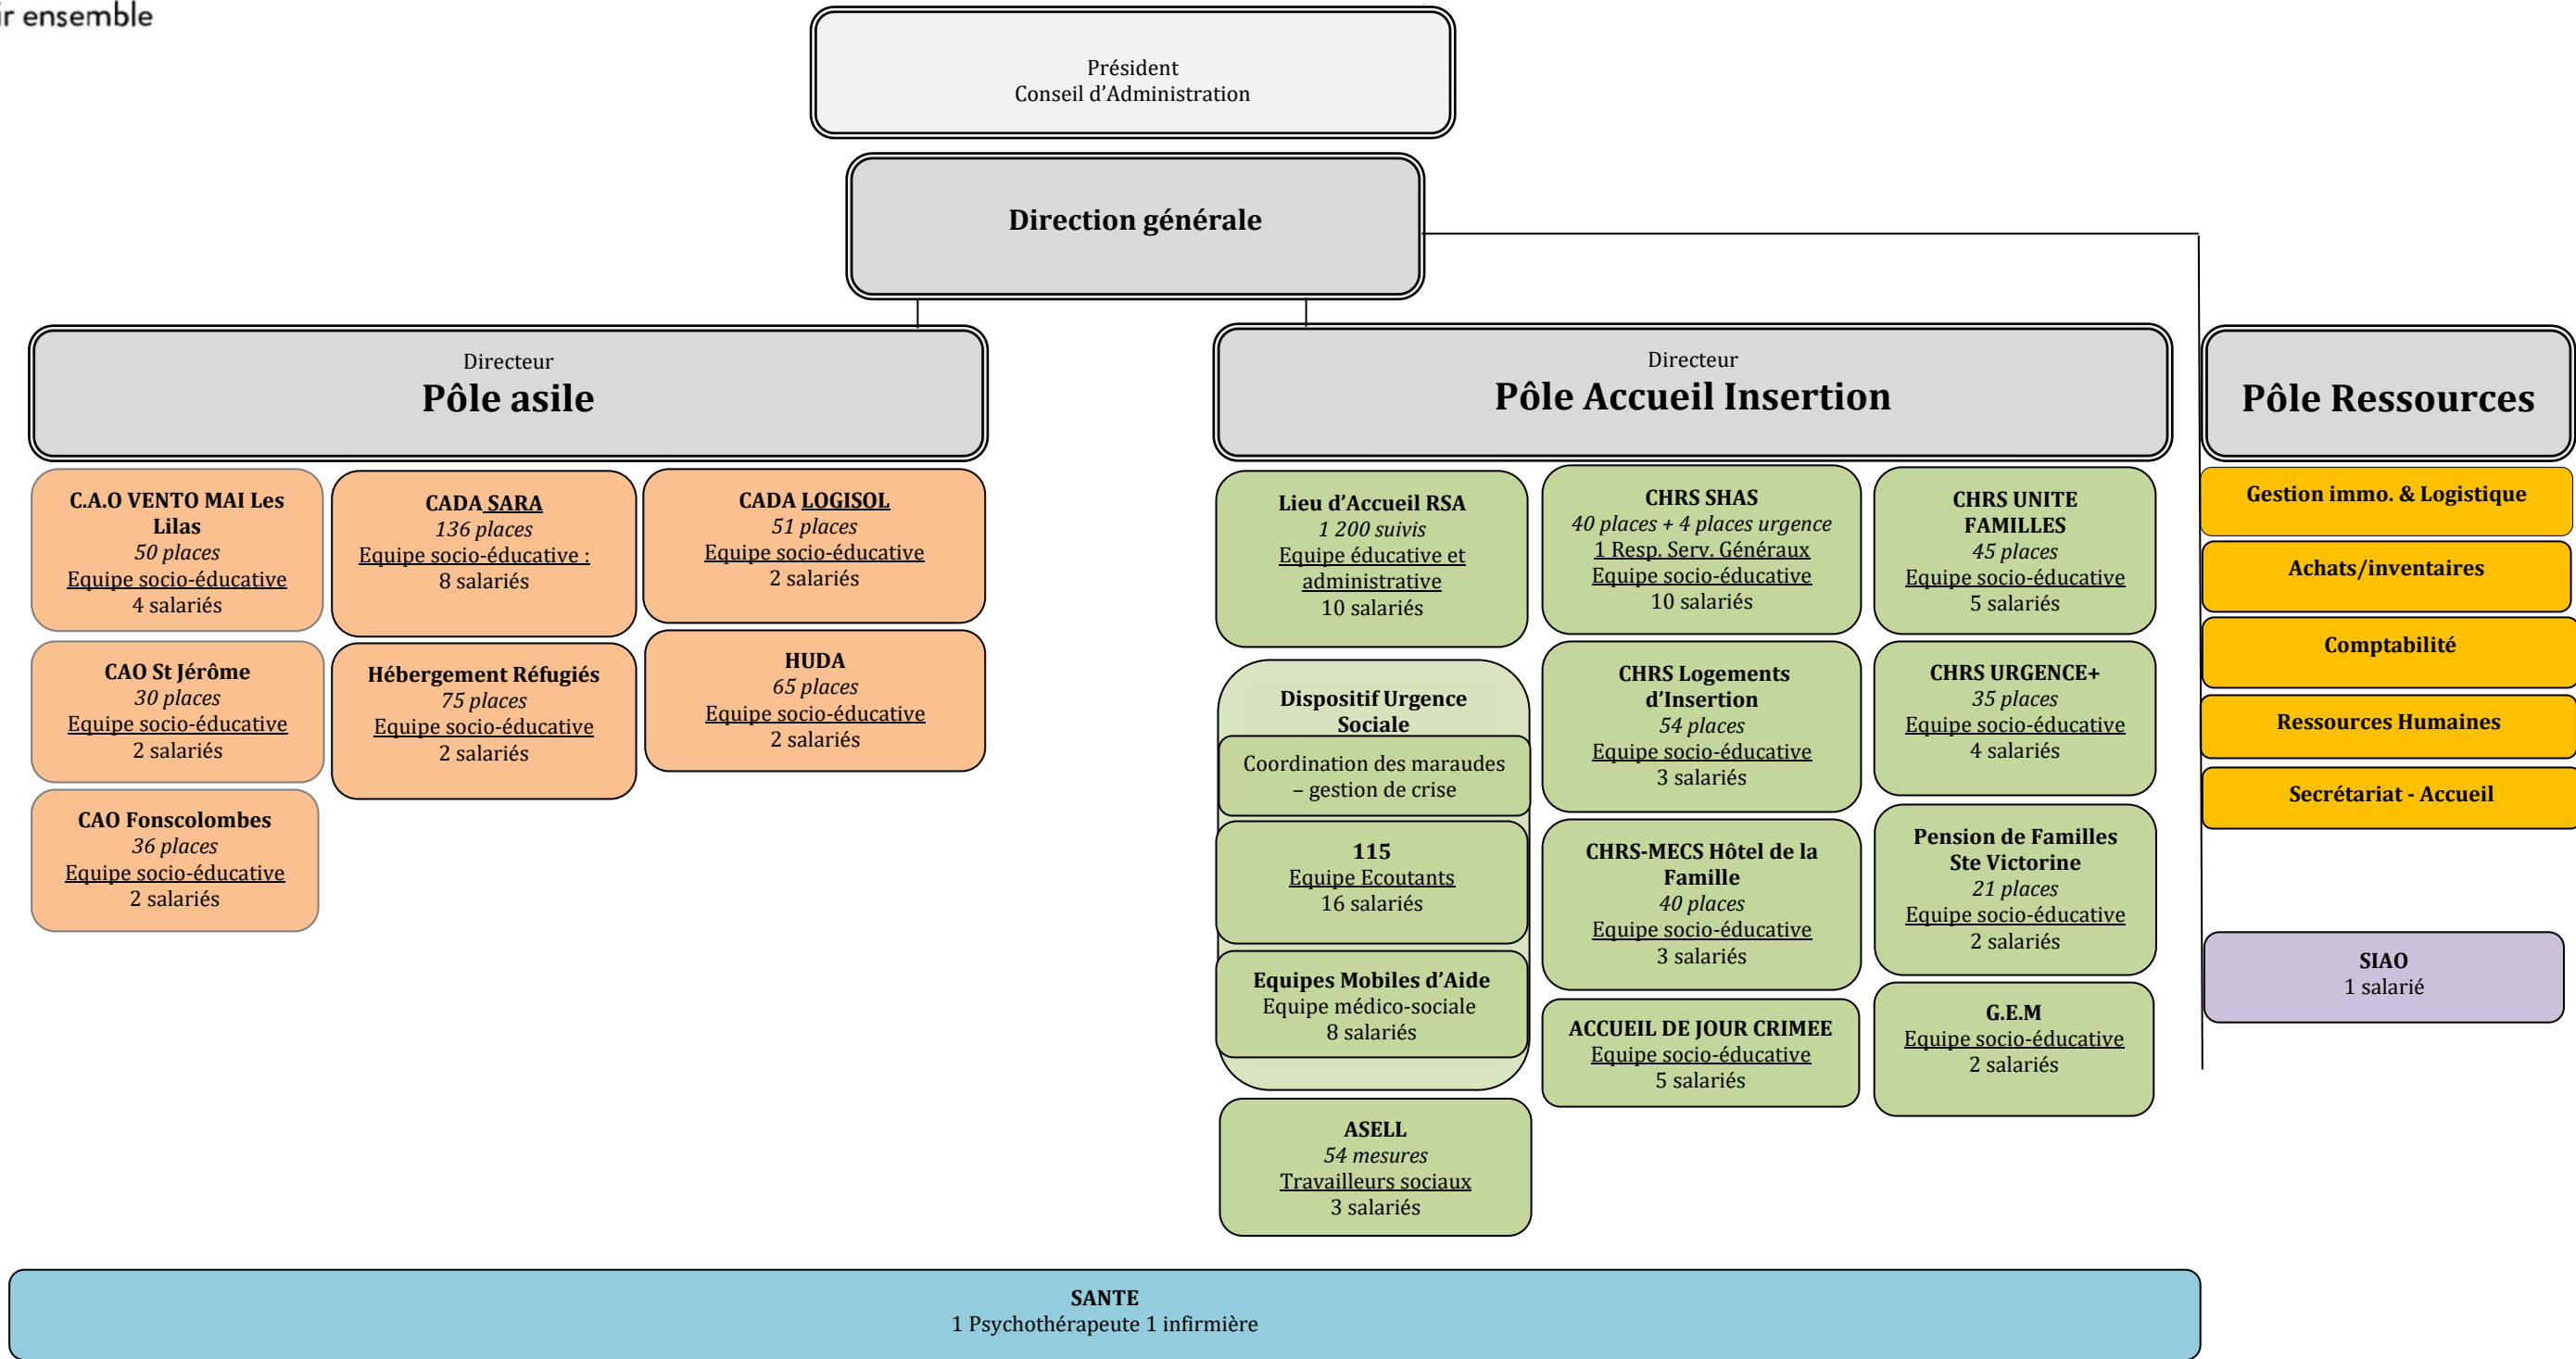 ir ensemble
Président
Conseil d’Administration
Direction générale
Directeur
Pôle asile
C.A.O VENTO MAI Les
Lilas
50 places
Equipe socio-éducative
4 salariés
CAO St Jérôme
30 places
Equipe socio-éducative
2 salariés
CAO Fonscolombes
36 places
Equipe socio-éducative
2 salariés
CADA SARA
136 places
Equipe socio-éducative :
8 salariés
Hébergement Réfugiés
75 places
Equipe socio-éducative
2 salariés
CADA LOGISOL
51 places
Equipe socio-éducative
2 salariés
HUDA
65 places
Equipe socio-éducative
2 salariés
Directeur
Pôle Accueil Insertion
Lieu d’Accueil RSA
1 200 suivis
Equipe éducative et
administrative
10 salariés
Dispositif Urgence
Sociale
Coordination des maraudes
– gestion de crise
115
Equipe Ecoutants
16 salariés
Equipes Mobiles d’Aide
Equipe médico-sociale
8 salariés
ASELL
54 mesures
Travailleurs sociaux
3 salariés
CHRS SHAS
40 places + 4 places urgence
1 Resp. Serv. Généraux
Equipe socio-éducative
10 salariés
CHRS Logements
d’Insertion
54 places
Equipe socio-éducative
3 salariés
CHRS-MECS Hôtel de la
Famille
40 places
Equipe socio-éducative
3 salariés
ACCUEIL DE JOUR CRIMEE
Equipe socio-éducative
5 salariés
CHRS UNITE
FAMILLES
45 places
Equipe socio-éducative
5 salariés
CHRS URGENCE+
35 places
Equipe socio-éducative
4 salariés
Pension de Familles
Ste Victorine
21 places
Equipe socio-éducative
2 salariés
G.E.M
Equipe socio-éducative
2 salariés
Pôle Ressources
Gestion immo. & Logistique
Achats/inventaires
Comptabilité
Ressources Humaines
Secrétariat - Accueil
SIAO
1 salarié
SANTE
1 Psychothérapeute 1 infirmière